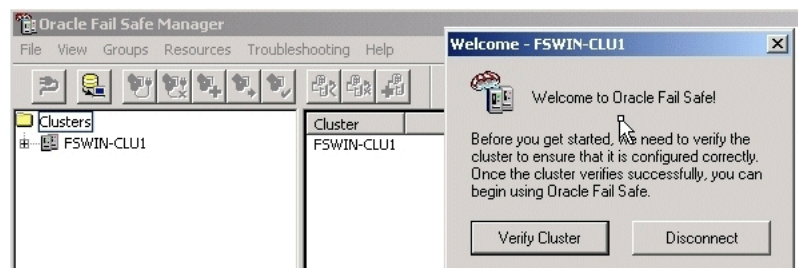 Oracle Fail Safe Manager
File View Groups Resources Troubleshooting Help
Clusters
FSWIN-CLU1
Cluster
FSWIN-CLU1
Welcome - FSWIN-CLU1
Welcome to Oracle Fail Safe!
Before you get started, we need to verify the
cluster to ensure that it is configured correctly.
Once the cluster verifies successfully, you can
begin using Oracle Fail Safe.
Verify Cluster
Disconnect